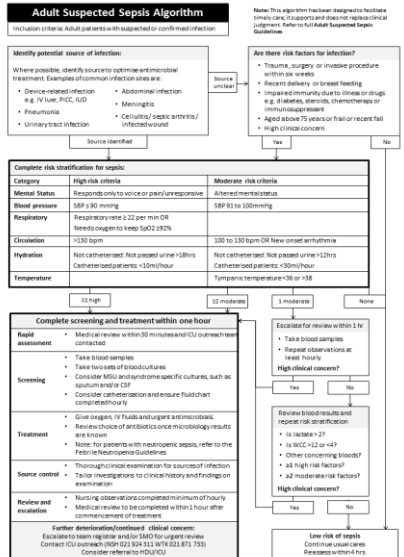 Adult Suspected Sepsis Algorithm
Inclusion criteria: Adult patients with suspected or confirmed infection
Note: This algorithm has been designed to facilitate
timely care; it supports and does not replace clinical
judgement. Refer to full Adult Suspected Sepsis
Guidelines
Identify potential source of infection:
Where possible, identify source to optimise antimicrobial
treatment. Examples of common infection sites are:
• Device-related infection
e.g. IV luer, PICC, IUD
• Pneumonia
• Urinary tract infection
• Abdominal infection
• Meningitis
• Cellulitis/ septic arthritis /
infected wound
Source
unclear
Are there risk factors for infection?
• Trauma, surgery or invasive procedure
within six weeks
• Recent delivery or breast feeding
• Impaired immunity due to illness or drugs
e.g. diabetes, steroids, chemotherapy or
immunosuppressant
• Aged above 75 years or frail or recent fall
• High clinical concern
Source identified
Yes
No
Complete risk stratification for sepsis:
Category High risk criteria Moderate risk criteria
Mental Status Responds only to voice or pain/unresponsive Altered mental status
Blood pressure SBP ≤ 90 mmHg SBP 91 to 100mmHg
Respiratory Respiratory rate ≥ 22 per min OR
Needs oxygen to keep SpO2 ≥92%
Circulation >130 bpm 100 to 130 bpm OR New onset arrhythmia
Hydration Not catheterised: Not passed urine >18hrs Not catheterised: Not passed urine >12hrs
Catheterised patients: <10ml/hour Catheterised patients: <30ml/hour
Temperature Tympanic temperature <36 or >38
≥1 high
≥2 moderate
1 moderate
None
Complete screening and treatment within one hour
Rapid
assessment
• Medical review within 30 minutes and ICU outreach team
contacted
Screening
• Take blood samples
• Take two sets of blood cultures
• Consider MSU and syndrome specific cultures, such as
sputum and/or CSF
• Consider catheterisation and ensure fluid chart
completed hourly
Treatment
• Give oxygen, IV fluids and urgent antimicrobials.
• Review choice of antibiotics once microbiology results
are known
• Note: for patients with neutropenic sepsis, refer to the
Febrile Neutropenia Guidelines
Source control
• Thorough clinical examination for sources of infection
• Tailor investigations to clinical history and findings on
examination
Review and
escalation
• Nursing observations completed minimum of hourly
• Medical review to be completed within 1 hour after
commencement of treatment
Further deterioration/continued clinical concern:
Escalate to team registrar and/or SMO for urgent review
Contact ICU outreach (NSH 021 924 311 WTK 021 871 733)
Consider referral to HDU/ICU
Escalate for review within 1 hr
• Take blood samples
• Repeat observations at
least hourly
High clinical concern?
Yes
No
Review blood results and
repeat risk stratification
• Is lactate > 2?
• Is WCC >12 or <4?
• Other concerning bloods?
• ≥1 high risk factors?
• ≥2 moderate risk factors?
High clinical concern?
Yes
No
Low risk of sepsis
Continue usual cares
Reassess within 4 hrs